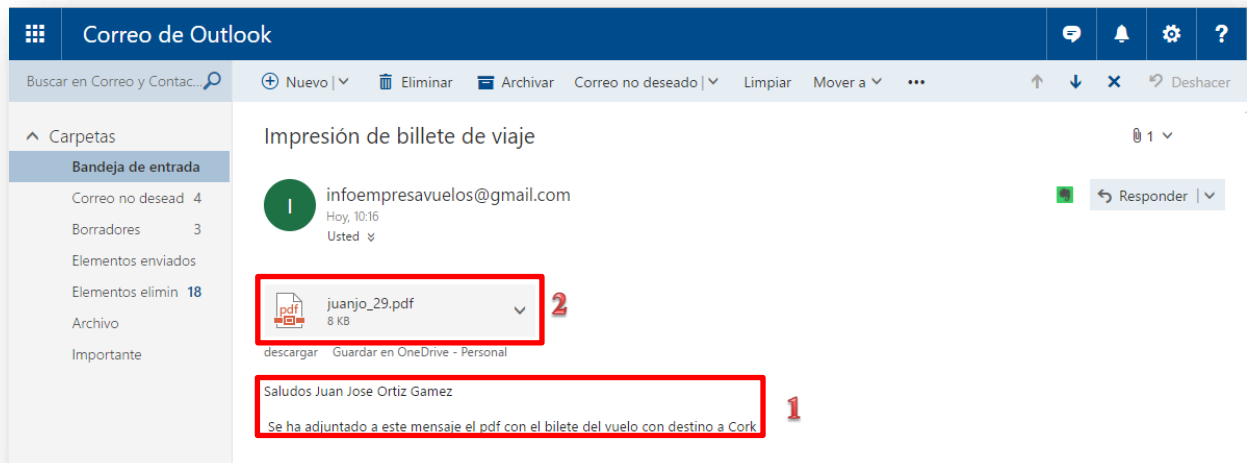 Correo de Outlook
?
Buscar en Correo y Contac...
Nuevo
Eliminar
Archivar
Correo no deseado
Limpiar
Mover a
Deshacer
Carpetas
Bandeja de entrada
Correo no desead 4
Borradores 3
Elementos enviados
Elementos elimin 18
Archivo
Importante
Impresión de billete de viaje
1
I
infoempresavuelos@gmail.com
Hoy, 10:16
Usted
Responder
pdf
juanjo_29.pdf
8 KB
2
descargar Guardar en OneDrive - Personal
Saludos Juan Jose Ortiz Gamez
Se ha adjuntado a este mensaje el pdf con el bilete del vuelo con destino a Cork
1